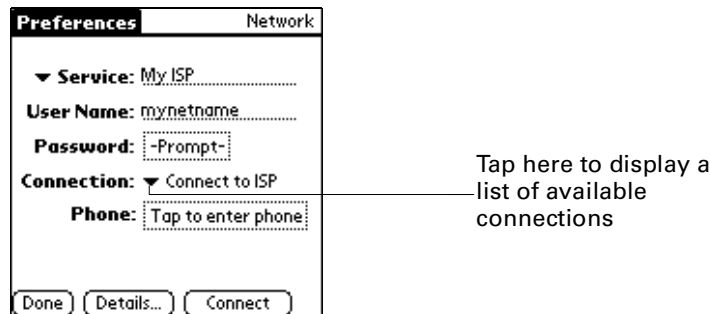 Preferences Network
Service: My ISP
User Name: mynetname
Password: -Prompt-
Connection: Connect to ISP
Phone: Tap to enter phone
Done Details... Connect
Tap here to display a
list of available
connections